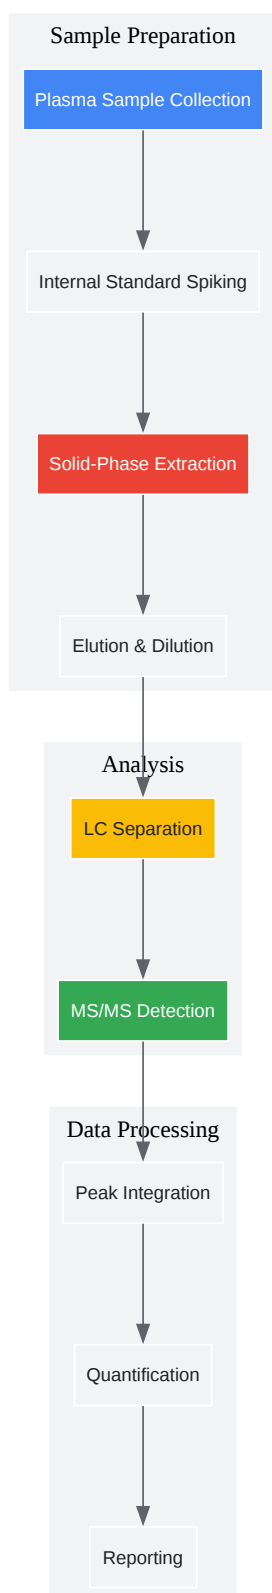 Sample Preparation
Plasma Sample Collection
Internal Standard Spiking
Solid-Phase Extraction
Elution & Dilution
Analysis
LC Separation
MS/MS Detection
Data Processing
Peak Integration
Quantification
Reporting